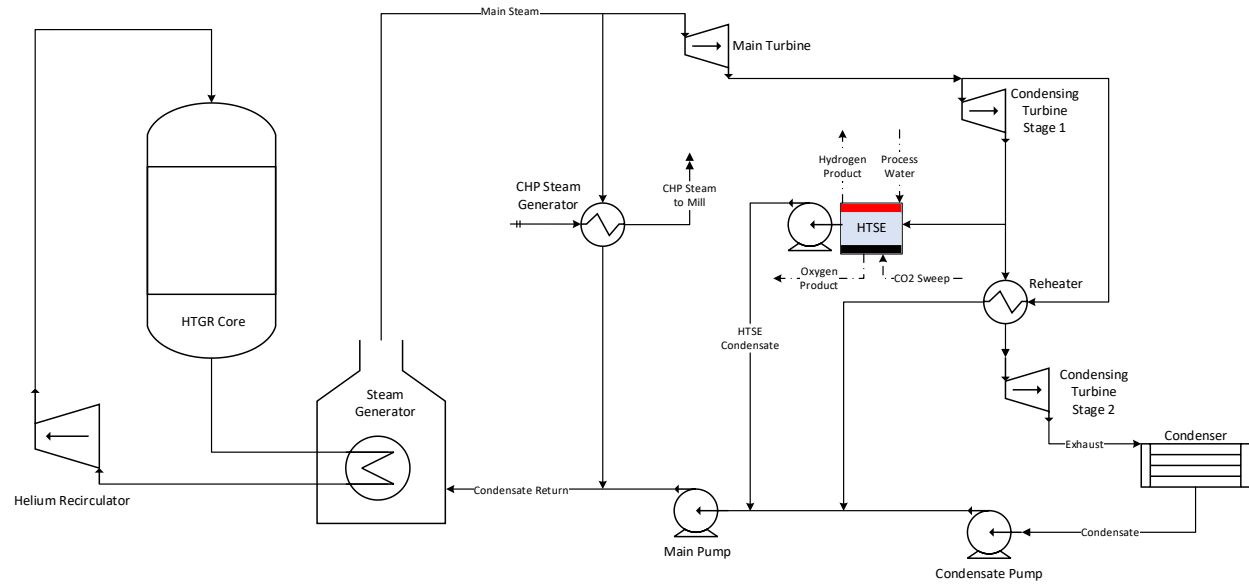 Main Steam
Main Turbine
Condensing
Turbine
Stage 1
Hydrogen
Product
Process
Water
CHP Steam
Generator
CHP Steam
to Mill
HTSE
Oxygen
Product
CO2 Sweep
Reheater
HTGR Core
HTSE
Condensate
Steam
Generator
Condensing
Turbine
Stage 2
Exhaust
Condenser
Helium Recirculator
Condensate Return
Main Pump
Condensate
Condensate Pump